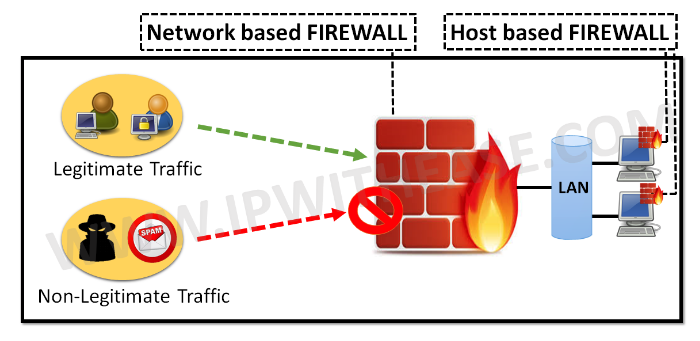 Network based FIREWALL
Host based FIREWALL
Legitimate Traffic
SPAM
LAN
Non-Legitimate Traffic
WWW.IPWITHEASE.COM